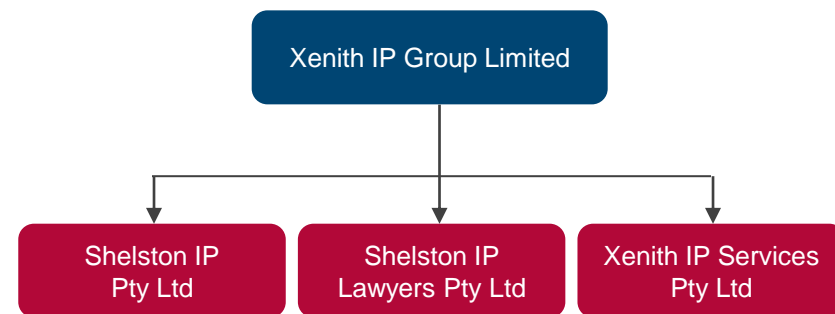 Xenith IP Group Limited
Shelston IP
Pty Ltd
Shelston IP
Lawyers Pty Ltd
Xenith IP Services
Pty Ltd